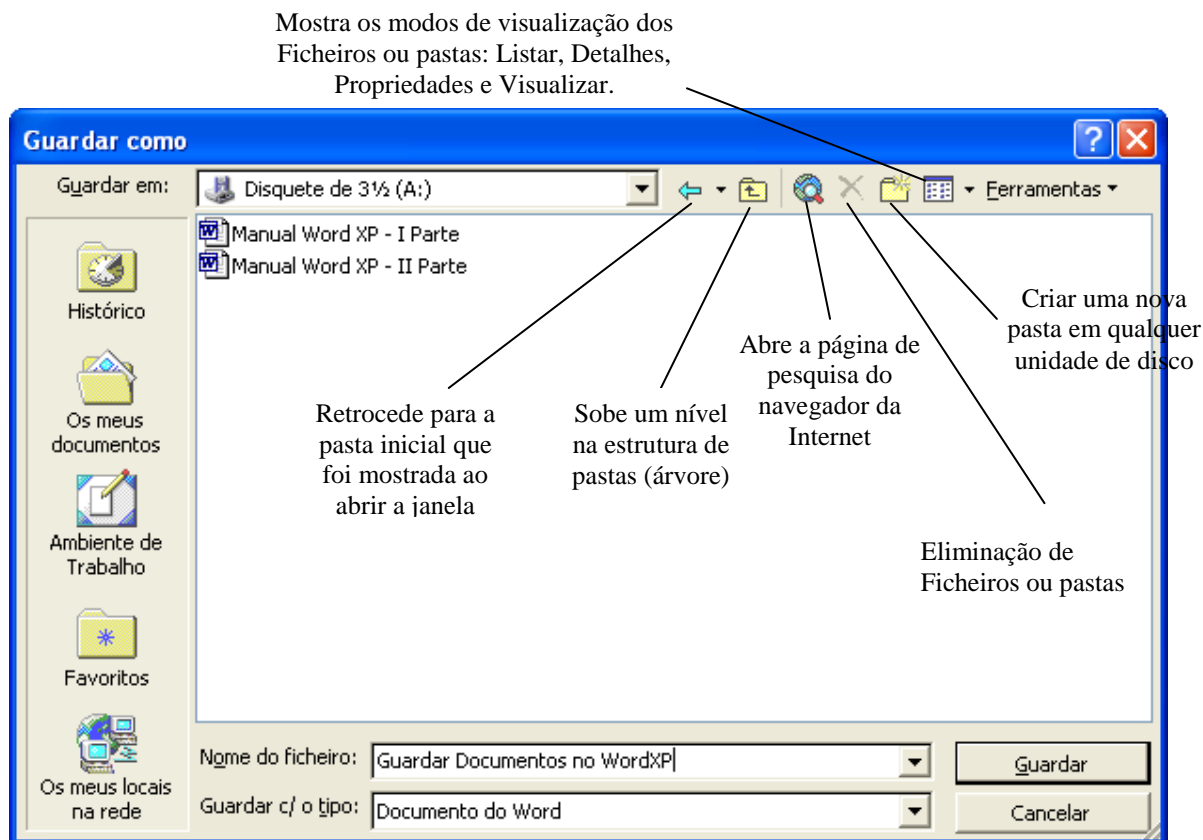 Mostra os modos de visualização dos
Ficheiros ou pastas: Listar, Detalhes,
Propriedades e Visualizar.
Guardar como
Guardar em:
Disquete de 3½ (A:)
Ferramentas
Manual Word XP - I Parte
Manual Word XP - II Parte
Histórico
Os meus
documentos
Ambiente de
Trabalho
Favoritos
Os meus locais
na rede
Retrocede para a
pasta inicial que
foi mostrada ao
abrir a janela
Sobe um nível
na estrutura de
pastas (árvore)
Abre a página de
pesquisa do
navegador da
Internet
Criar uma nova
pasta em qualquer
unidade de disco
Eliminação de
Ficheiros ou pastas
Nome do ficheiro:
Guardar Documentos no WordXP
Guardar
Guardar c/ o tipo:
Documento do Word
Cancelar